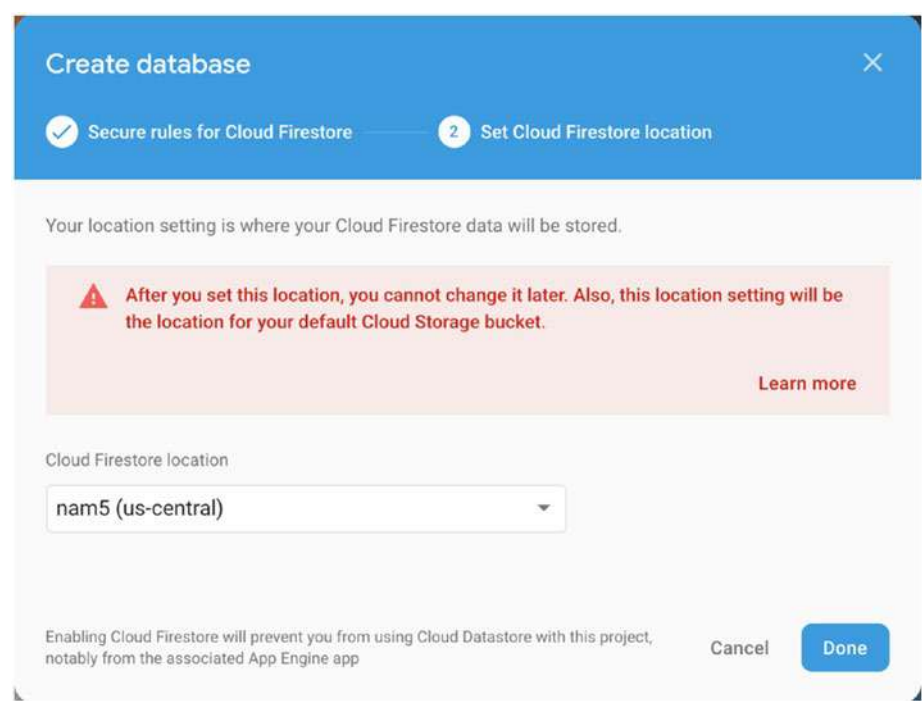 Create database
Secure rules for Cloud Firestore
2 Set Cloud Firestore location
Your location setting is where your Cloud Firestore data will be stored.
After you set this location, you cannot change it later. Also, this location setting will be
the location for your default Cloud Storage bucket.
Learn more
Cloud Firestore location
nam5 (us-central)
Enabling Cloud Firestore will prevent you from using Cloud Datastore with this project,
notably from the associated App Engine app
Cancel
Done